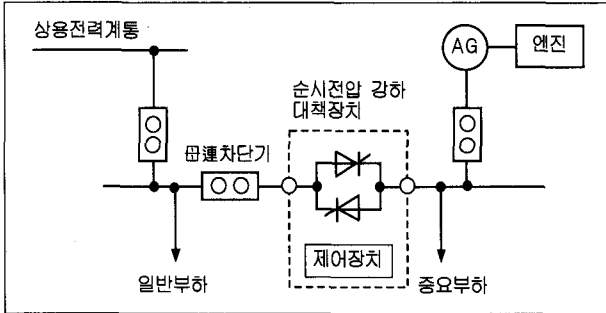 상용전력계통
AG
엔진
순시전압 강하
대책장치
母連차단기
제어장치
일반부하
중요부하